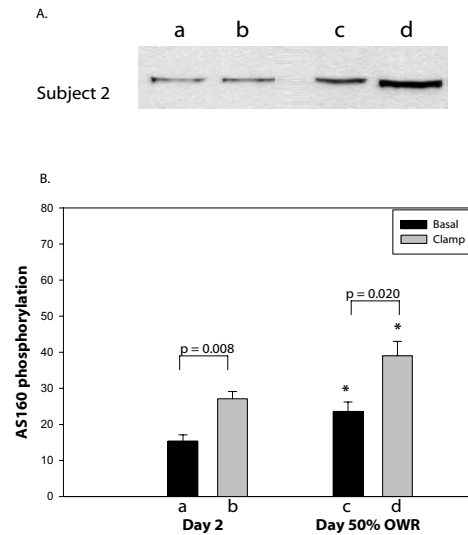 A.
a b c d
Subject 2
B.
80
70
60
50
40
30
20
10
0
AS160 phosphorylation
Basal
Clamp
p = 0.008
p = 0.020
*
*
a b c d
Day 2 Day 50% OWR